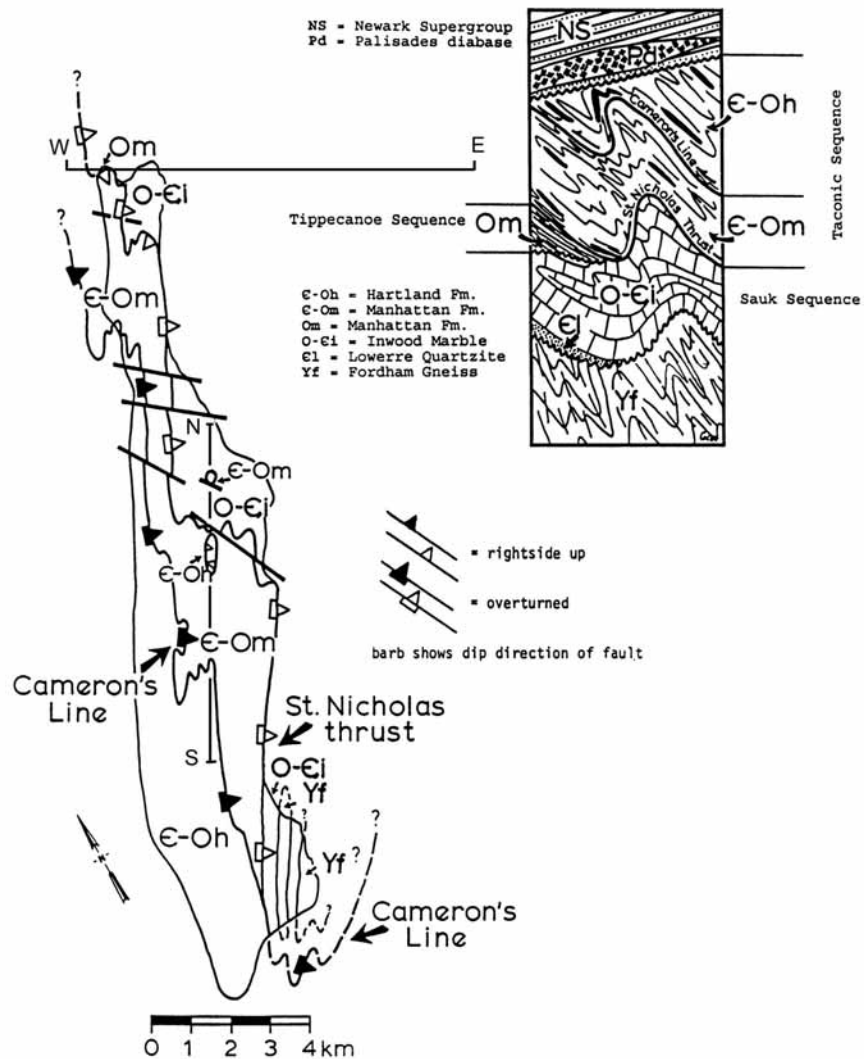 NS = Newark Supergroup
Pd = Palisades diabase
NS
Pd
Cameron's Line
Є-Oh
Taconic Sequence
St. Nicholas Thrust
Tippecanoe Sequence
Om
Є-Om
O-Єi
Sauk Sequence
Єl
Yf
Є-Oh = Hartland Fm.
Є-Om = Manhattan Fm.
Om = Manhattan Fm.
O-Єi = Inwood Marble
Єl = Lowerre Quartzite
Yf = Fordham Gneiss
?
W
Om
E
O-Єi
?
Є-Om
N
Є-Om
O-Єi
Є-Oh
Є-Om
Cameron's
Line
St. Nicholas
thrust
S
O-Єi
Yf
?
?
?
Є-Oh
Yf
?
Cameron's
Line
= rightside up
= overturned
barb shows dip direction of fault
0 1 2 3 4 km